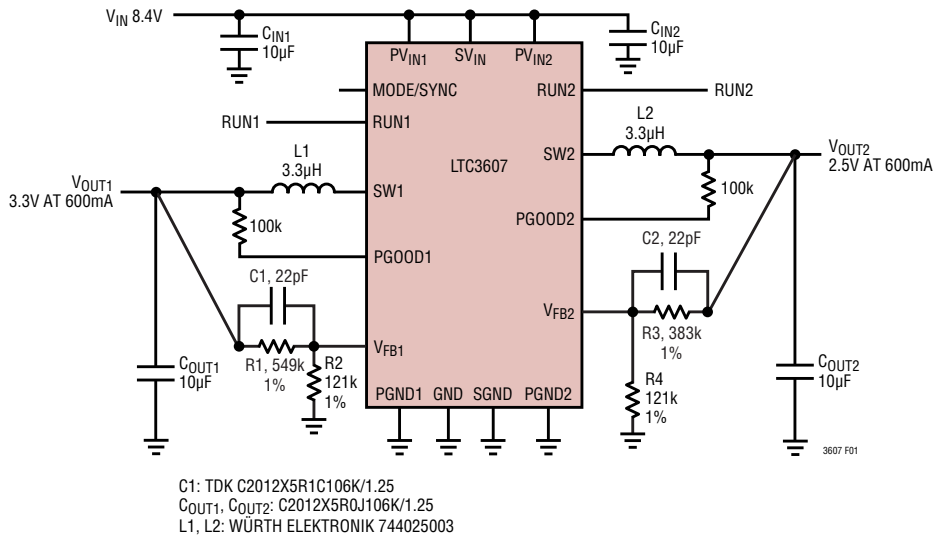 VIN 8.4V
CIN1
10µF
CIN2
10µF
PVIN1
SVIN
PVIN2
MODE/SYNC
RUN2
RUN2
RUN1
RUN1
L2
3.3µH
L1
3.3µH
SW2
LTC3607
VOUT2
2.5V AT 600mA
VOUT1
3.3V AT 600mA
SW1
100k
PGOOD2
100k
PGOOD1
C2, 22pF
C1, 22pF
VFB2
R3, 383k
1%
VFB1
R1, 549k
1%
R2
121k
1%
COUT1
10µF
COUT2
10µF
R4
121k
1%
PGND1
GND
SGND
PGND2
3607 F01
C1: TDK C2012X5R1C106K/1.25
COUT1, COUT2: C2012X5R0J106K/1.25
L1, L2: WÜRTH ELEKTRONIK 744025003